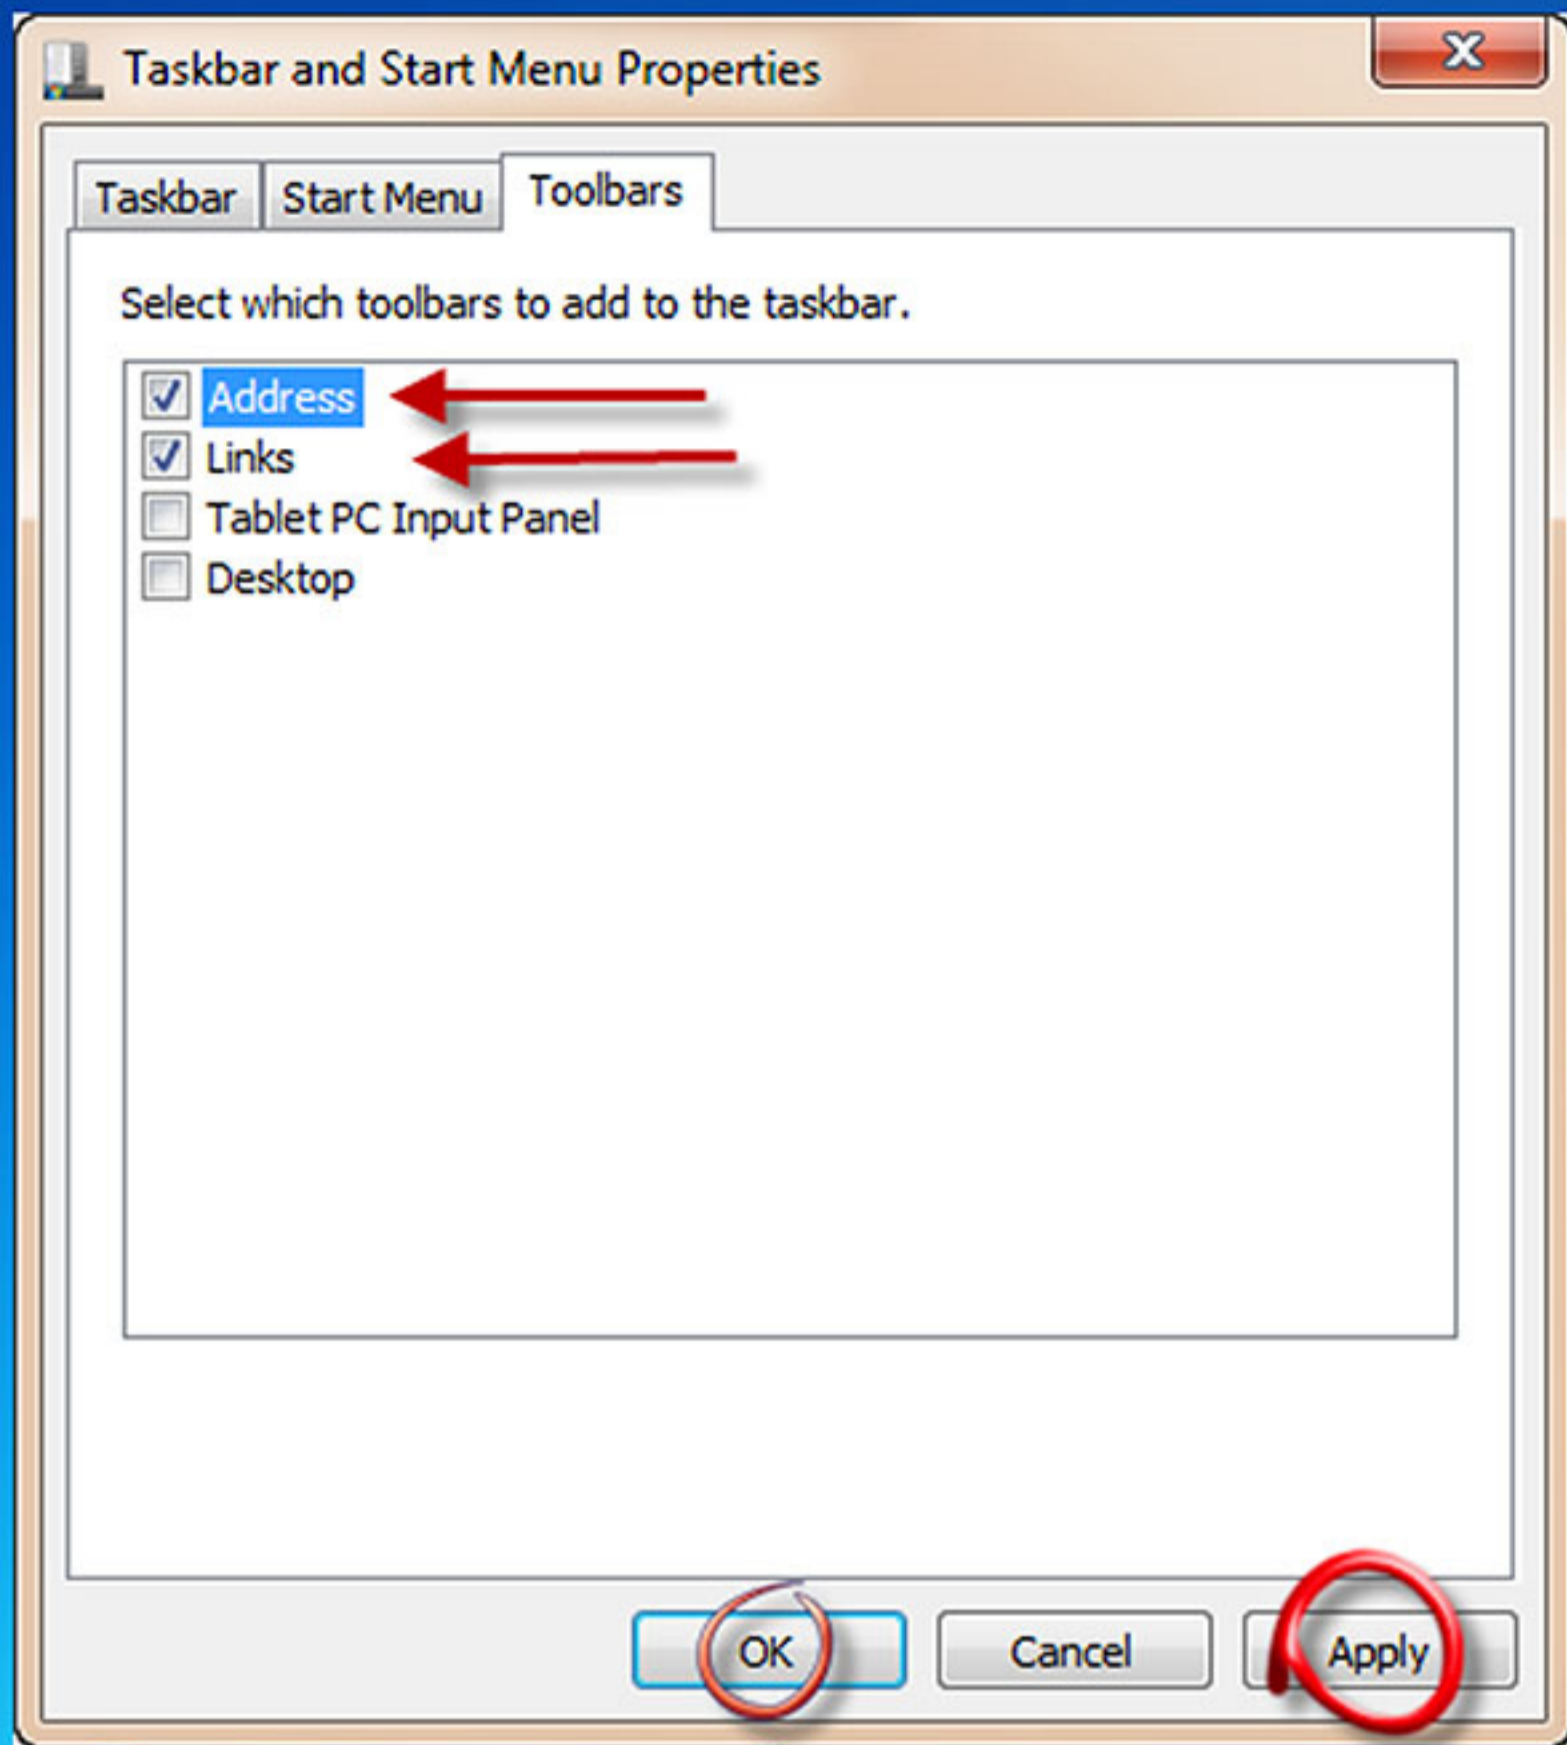 Taskbar and Start Menu Properties
Taskbar Start Menu Toolbars
Select which toolbars to add to the taskbar.
Address
Links
Tablet PC Input Panel
Desktop
OK Cancel Apply